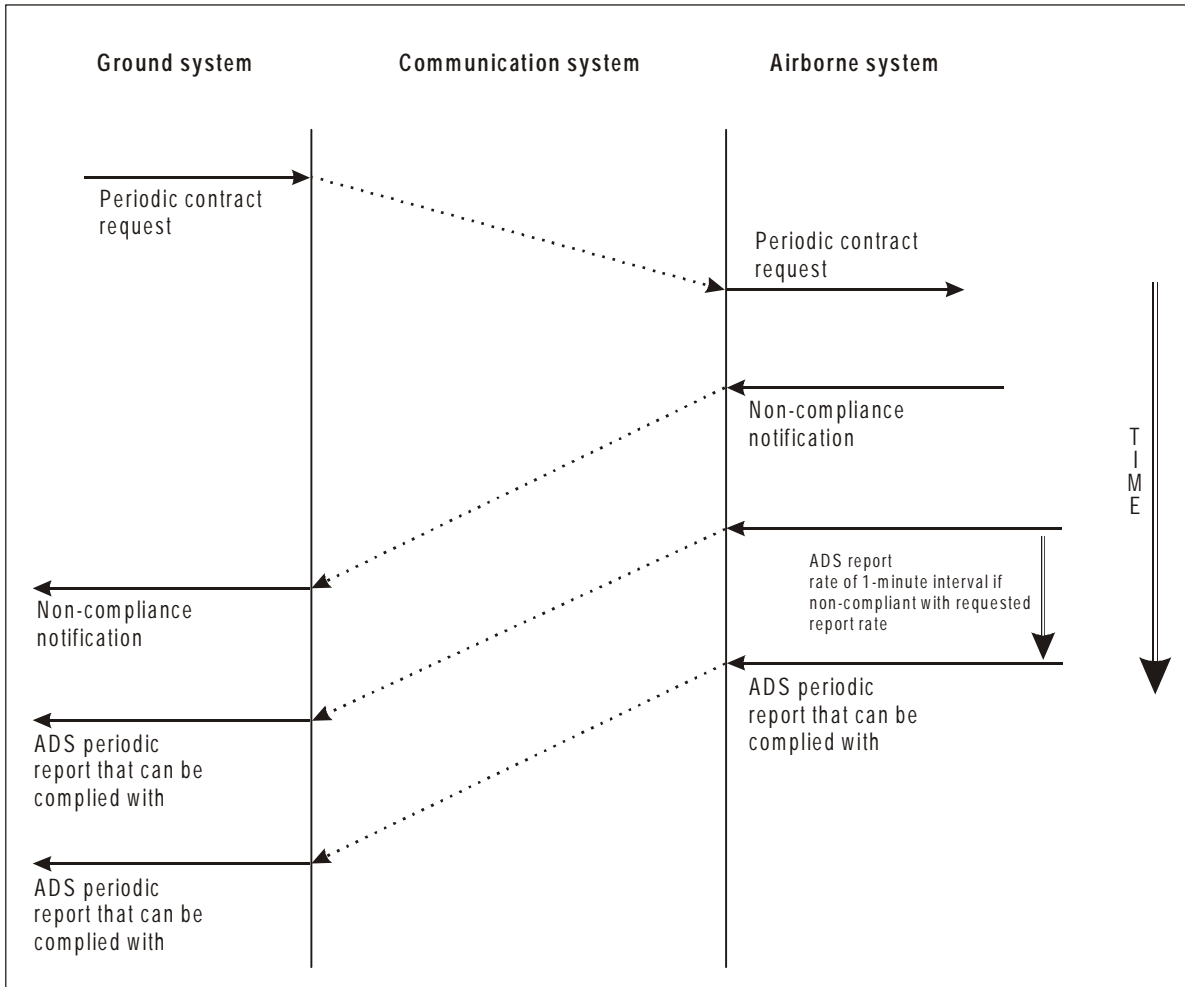 Ground system
Communication system
Airborne system
Periodic contract
request
Periodic contract
request
Non-compliance
notification
TIME
ADS report
rate of 1-minute interval if
non-compliant with requested
report rate
Non-compliance
notification
ADS periodic
report that can be
complied with
ADS periodic
report that can be
complied with
ADS periodic
report that can be
complied with